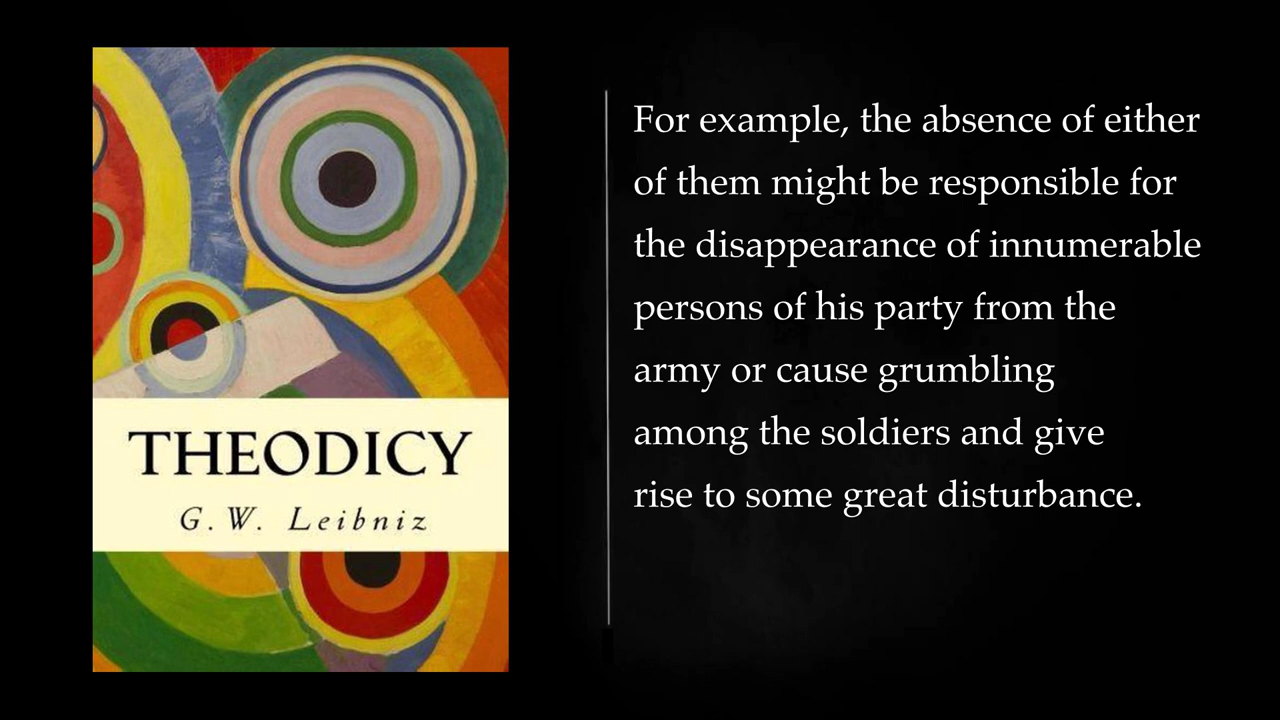 THEODICY
G.W. Leibniz
For example, the absence of either
of them might be responsible for
the disappearance of innumerable
persons of his party from the
army or cause grumbling
among the soldiers and give
rise to some great disturbance.